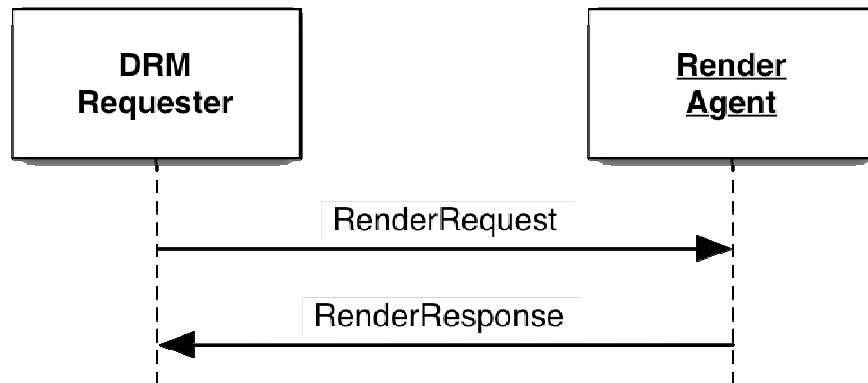 DRM
Requester
Render
Agent
RenderRequest
RenderResponse